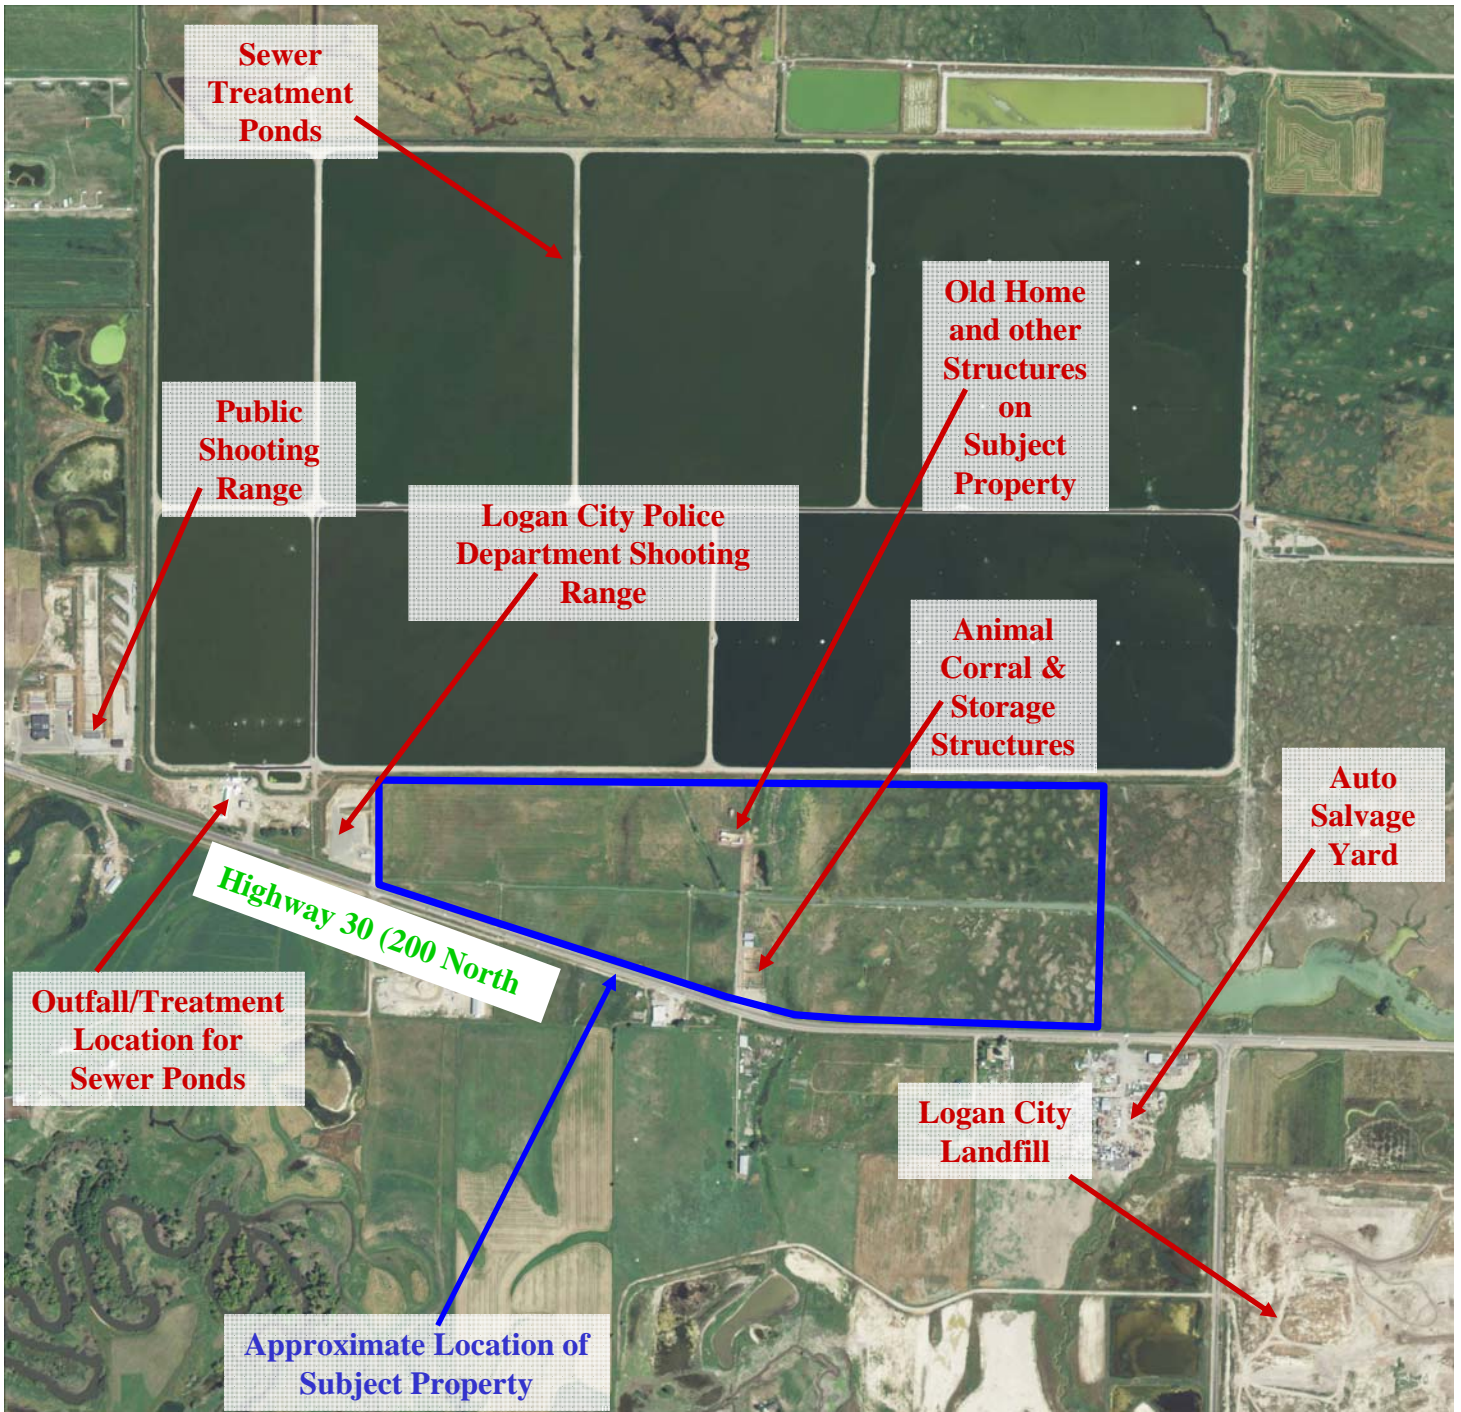 Sewer
Treatment
Ponds
Old Home
and other
Structures
on
Subject
Property
Public
Shooting
Range
Logan City Police
Department Shooting
Range
Animal
Corral &
Storage
Structures
Auto
Salvage
Yard
Highway 30 (200 North
Outfall/Treatment
Location for
Sewer Ponds
Logan City
Landfill
Approximate Location of
Subject Property